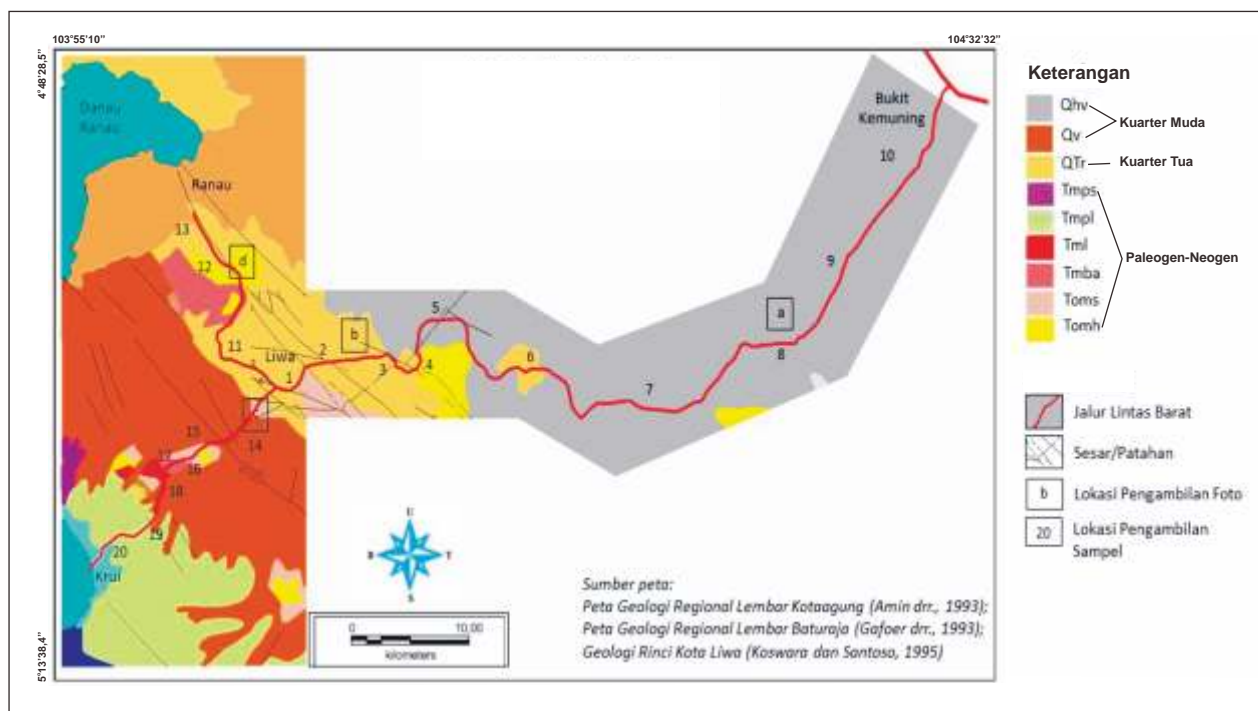 103°55'10"
104°32'32"
4°48'28,5"
5°13'38,4"
Danau
Ranau
Ranau
Bukit
Kemuning
10
13
12
d
9
a
5
b
8
11
Liwa
2
3
4
6
1
7
15
14
17
16
18
19
20
Krui
U
B
T
S
0
10,00
kilometers
Sumber peta:
Peta Geologi Regional Lembar Kotaagung (Amin drr., 1993);
Peta Geologi Regional Lembar Baturaja (Gafoer drr., 1993);
Geologi Rinci Kota Liwa (Koswara dan Santoso, 1995)
Keterangan
Qhv
Kuarter Muda
Qv
QTr
Kuarter Tua
Tmps
Tmpl
Tml
Paleogen-Neogen
Tmba
Toms
Tomh
Jalur Lintas Barat
Sesar/Patahan
b
Lokasi Pengambilan Foto
20
Lokasi Pengambilan
Sampel